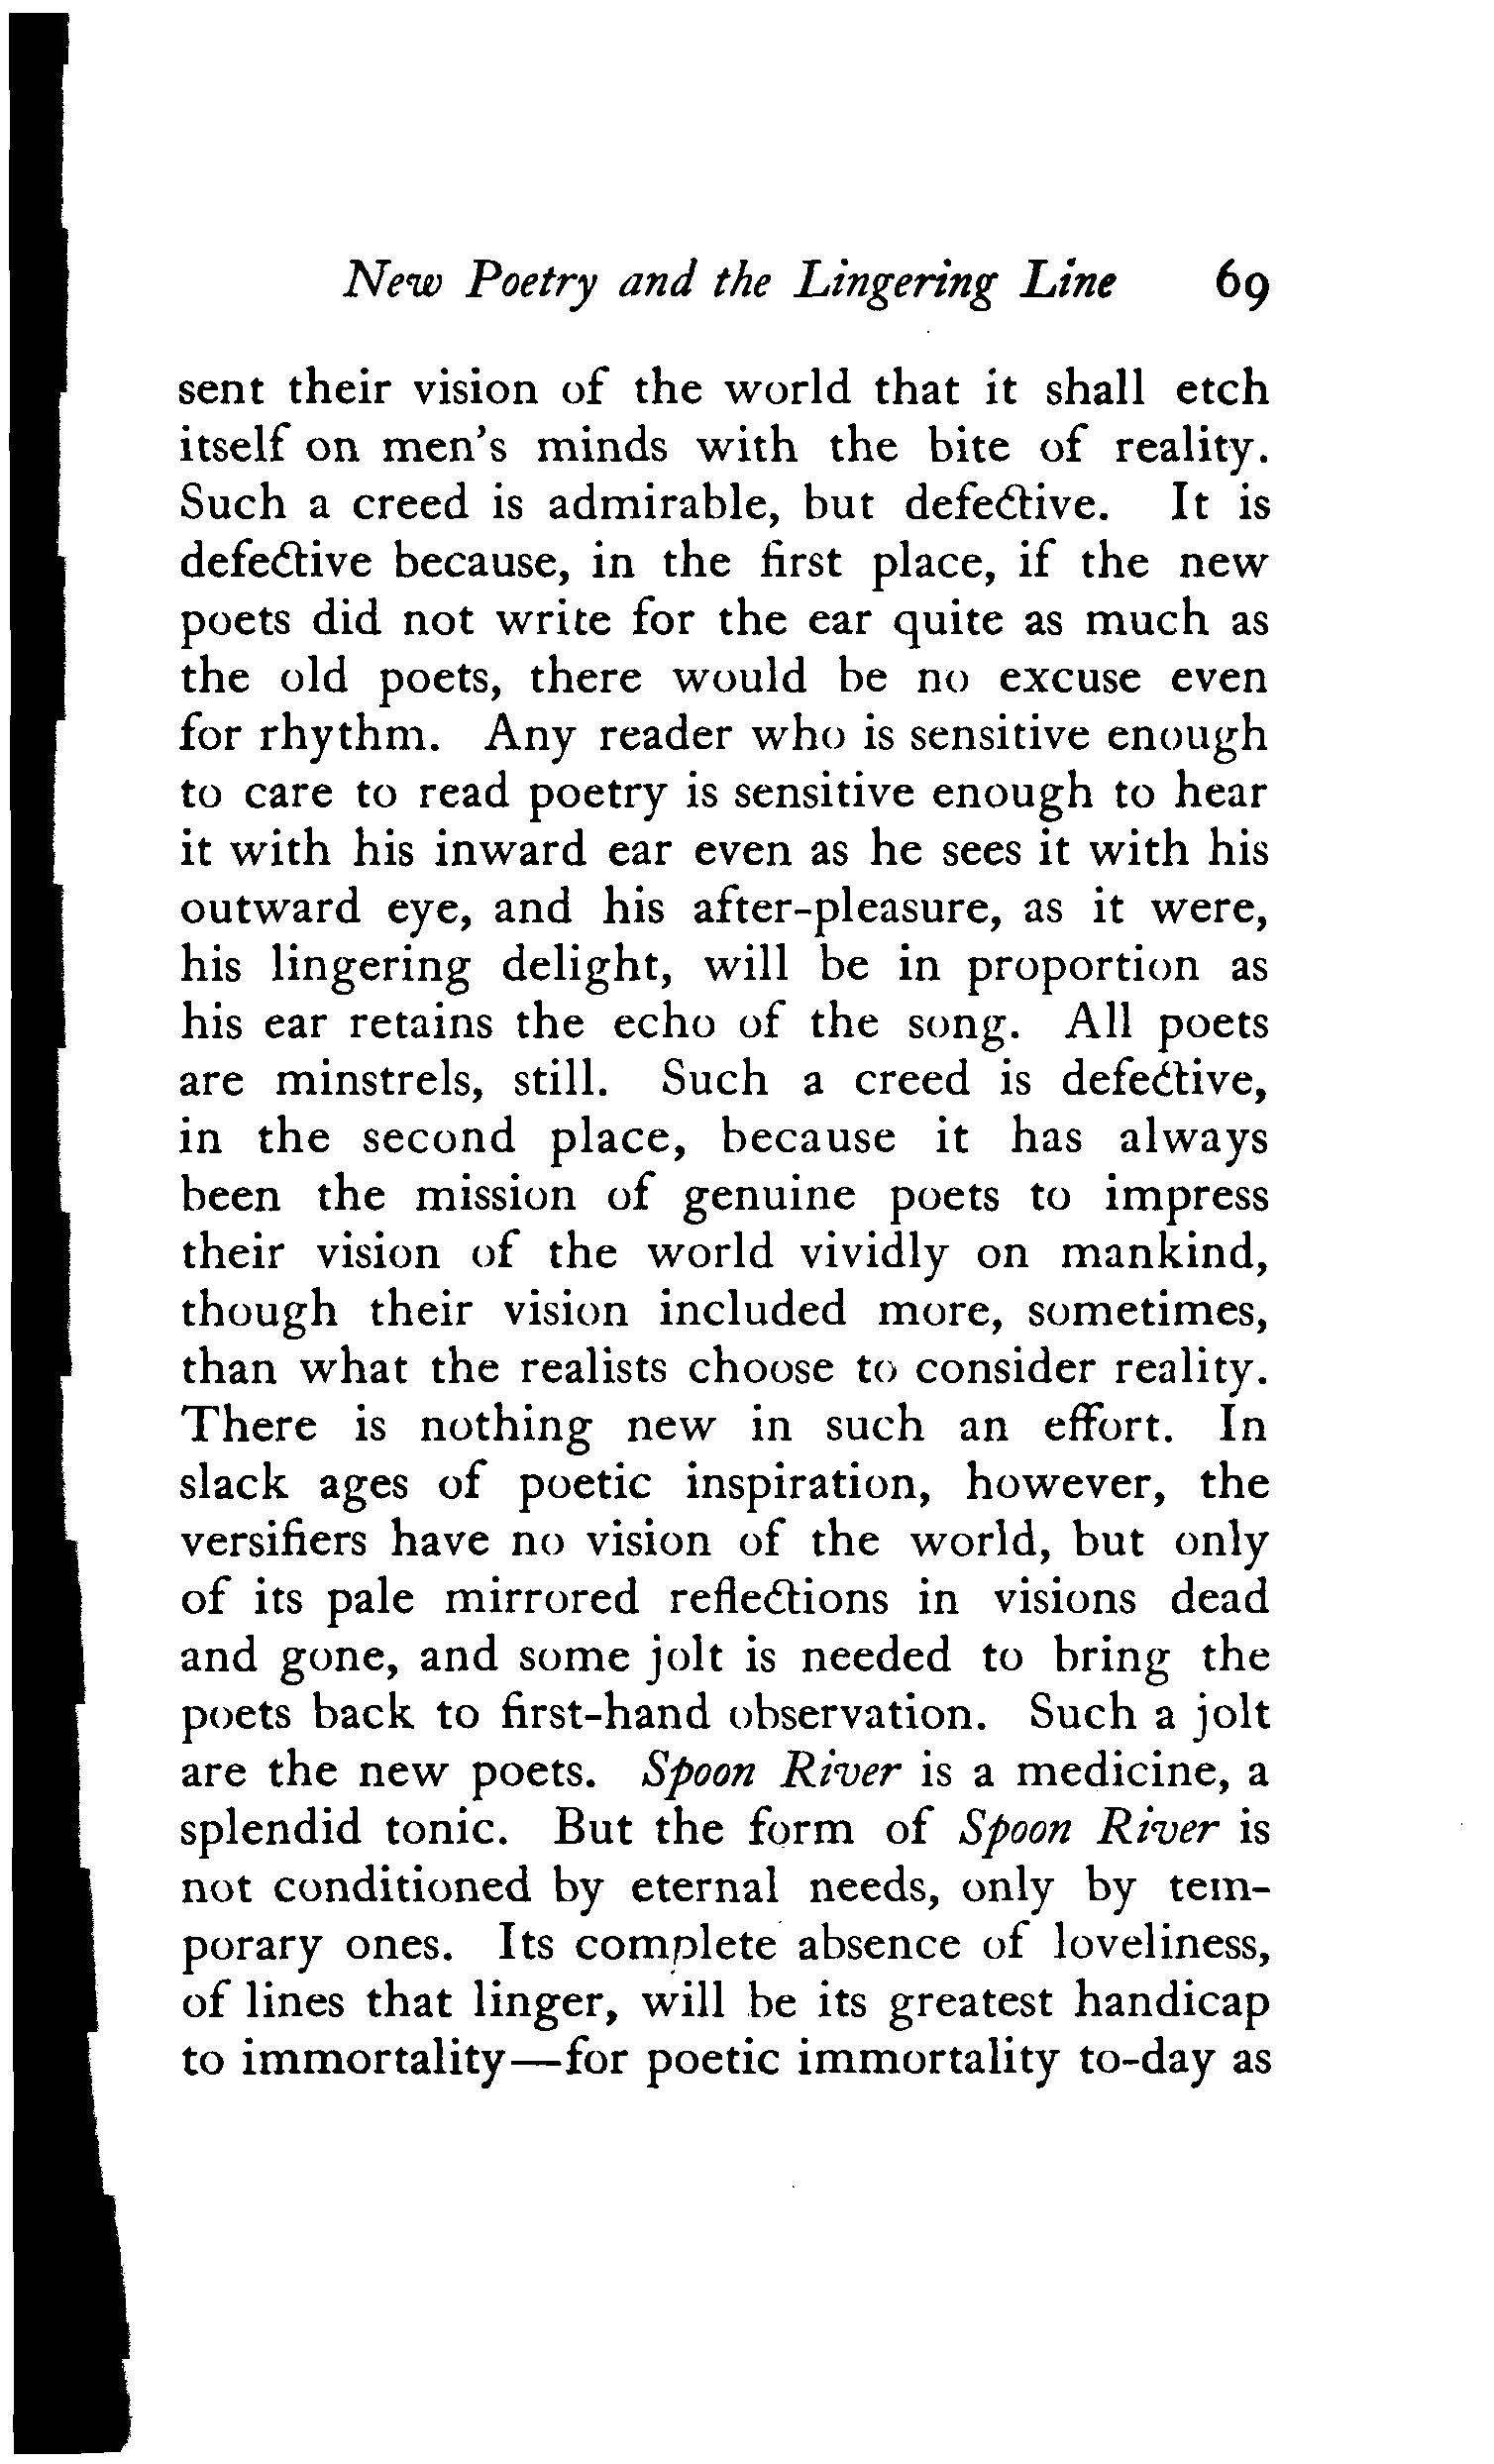 New Poetry and the Lingering Line 69
sent their vision of the world that it shall etch
itself on men's minds with the bite of reality.
Such a creed is admirable, but defective. It is
defective because, in the first place, if the new
poets did not write for the ear quite as much as
the old poets, there would be no excuse even
for rhythm. Any reader who is sensitive enough
to care to read poetry is sensitive enough to hear
it with his inward ear even as he sees it with his
outward eye, and his after-pleasure, as it were,
his lingering delight, will be in proportion as
his ear retains the echo of the song. All poets
are minstrels, still. Such a creed is defective,
in the second place, because it has always
been the mission of genuine poets to impress
their vision of the world vividly on mankind,
though their vision included more, sometimes,
than what the realists choose to consider reality.
There is nothing new in such an effort. In
slack ages of poetic inspiration, however, the
versifiers have no vision of the world, but only
of its pale mirrored reflections in visions dead
and gone, and some jolt is needed to bring the
poets back to first-hand observation. Such a jolt
are the new poets. Spoon River is a medicine, a
splendid tonic. But the form of Spoon River is
not conditioned by eternal needs, only by tem-
porary ones. Its complete absence of loveliness,
of lines that linger, will be its greatest handicap
to immortality—for poetic immortality to-day as